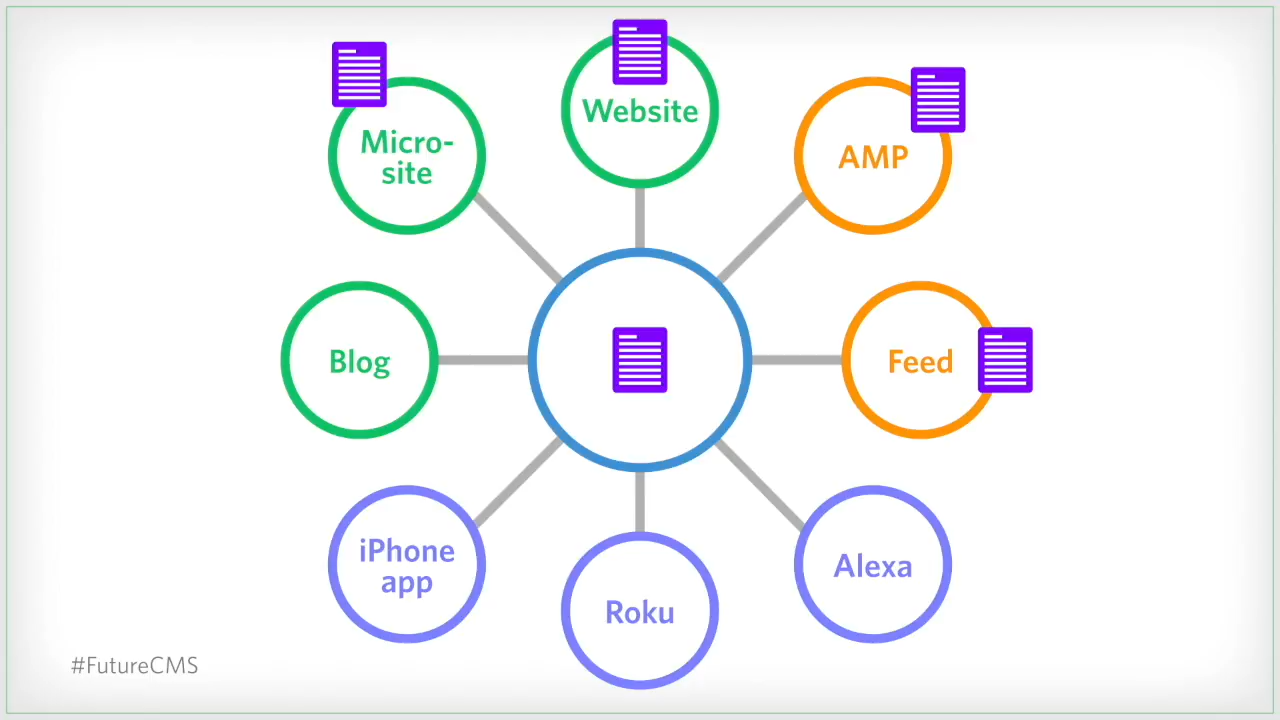 Website
Micro-
site
AMP
Blog
Feed
iPhone
app
Roku
Alexa
#FutureCMS